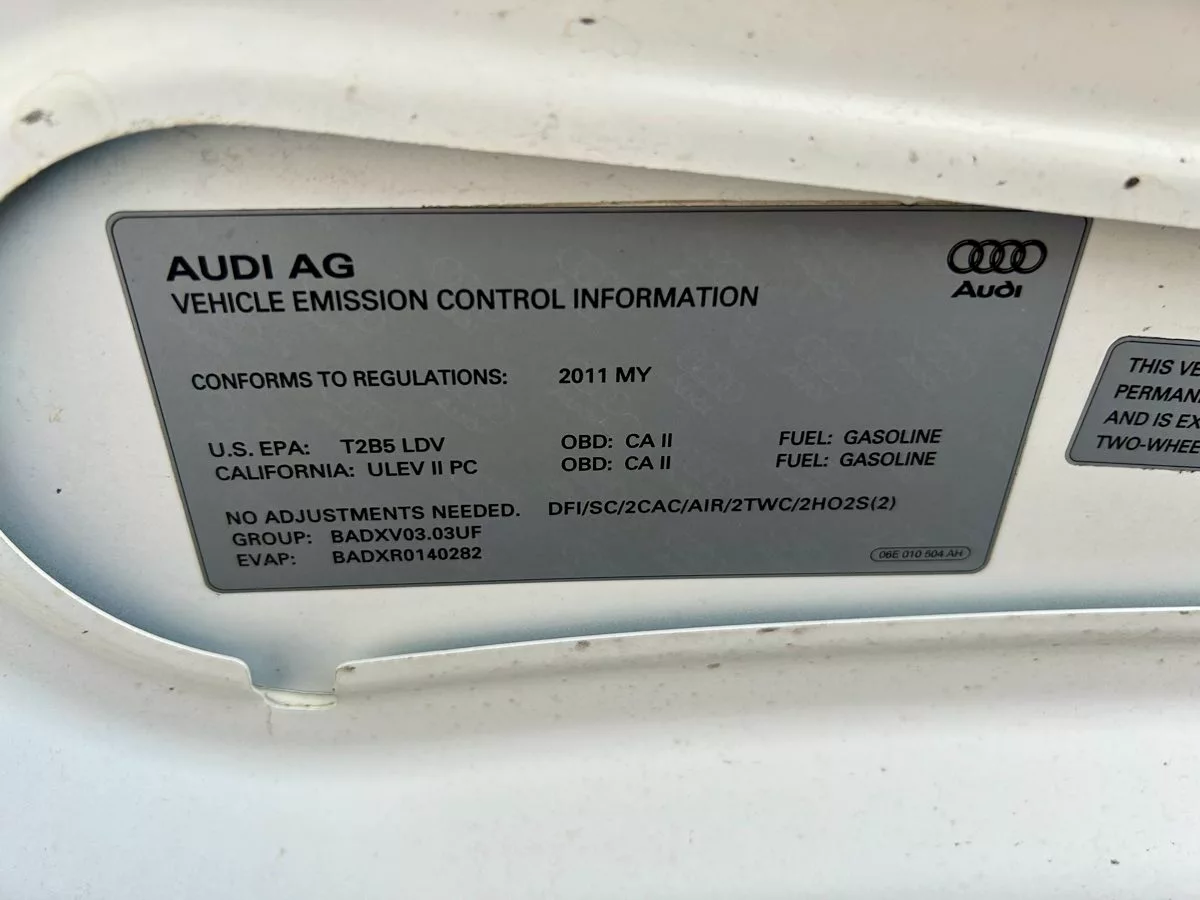 AUDI AG
VEHICLE EMISSION CONTROL INFORMATION
Audi
CONFORMS TO REGULATIONS: 2011 MY
U.S. EPA: T2B5 LDV OBD: CA II FUEL: GASOLINE
CALIFORNIA: ULEV II PC OBD: CA II FUEL: GASOLINE
NO ADJUSTMENTS NEEDED. DFI/SC/2CAC/AIR/2TWC/2HO2S(2)
GROUP: BADXV03.03UF
EVAP: BADXR0140282
06E 010 504 AH
THIS VE
PERMAN
AND IS EX
TWO-WHEE